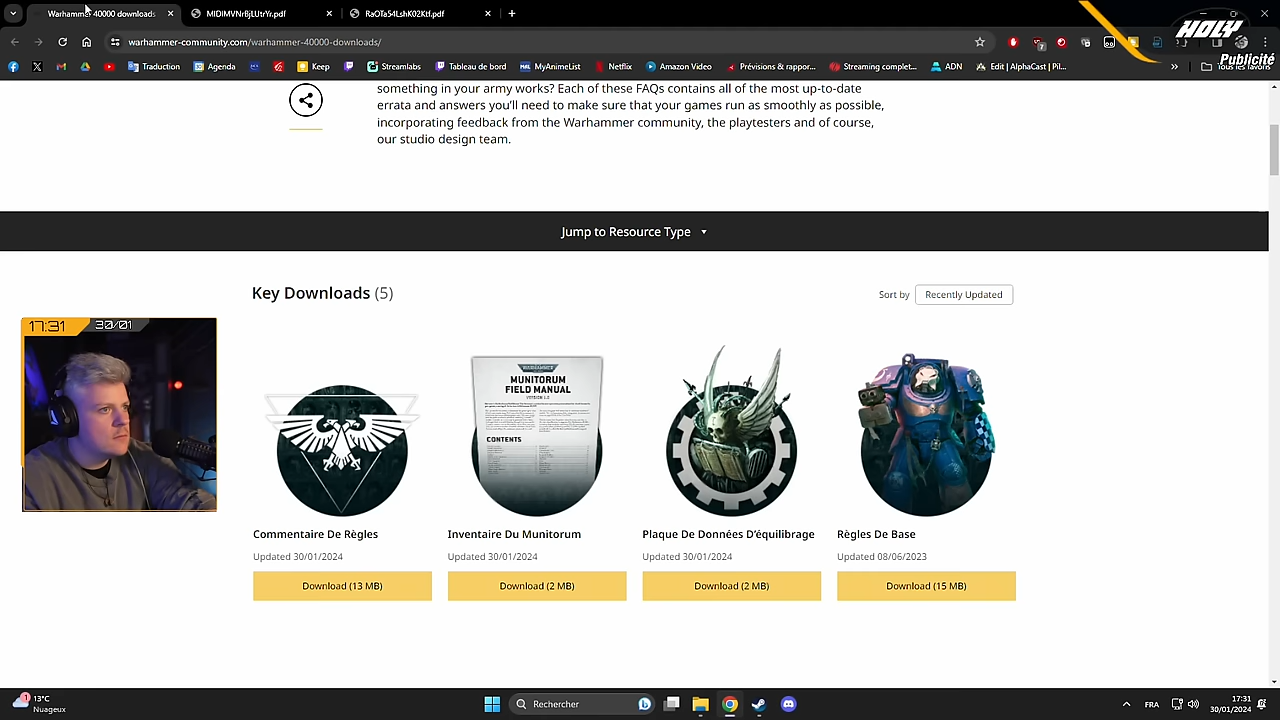 Warhammer 40000 downloads
MlDlMVNrBjLUtrYr.pdf
RaOTa54LshK02Ktf.pdf
HOLY
Publicité
warhammer-community.com/warhammer-40000-downloads/
Traduction
Agenda
Keep
Streamlabs
Tableau de bord
MyAnimeList
Netflix
Amazon Video
Prévisions & rappor...
Streaming complet...
ADN
Edit | AlphaCast | Pil...
Tous les favoris
something in your army works? Each of these FAQs contains all of the most up-to-date
errata and answers you'll need to make sure that your games run as smoothly as possible,
incorporating feedback from the Warhammer community, the playtesters and of course,
our studio design team.
Jump to Resource Type
Key Downloads (5)
Sort by
Recently Updated
17:31
30/01
MUNITORUM
FIELD MANUAL
CONTENTS
Commentaire De Règles
Inventaire Du Munitorum
Plaque De Données D'équilibrage
Règles De Base
Updated 30/01/2024
Updated 30/01/2024
Updated 30/01/2024
Updated 08/06/2023
Download (13 MB)
Download (2 MB)
Download (2 MB)
Download (15 MB)
1
13°C
Nuageux
Rechercher
FRA
17:31
30/01/2024